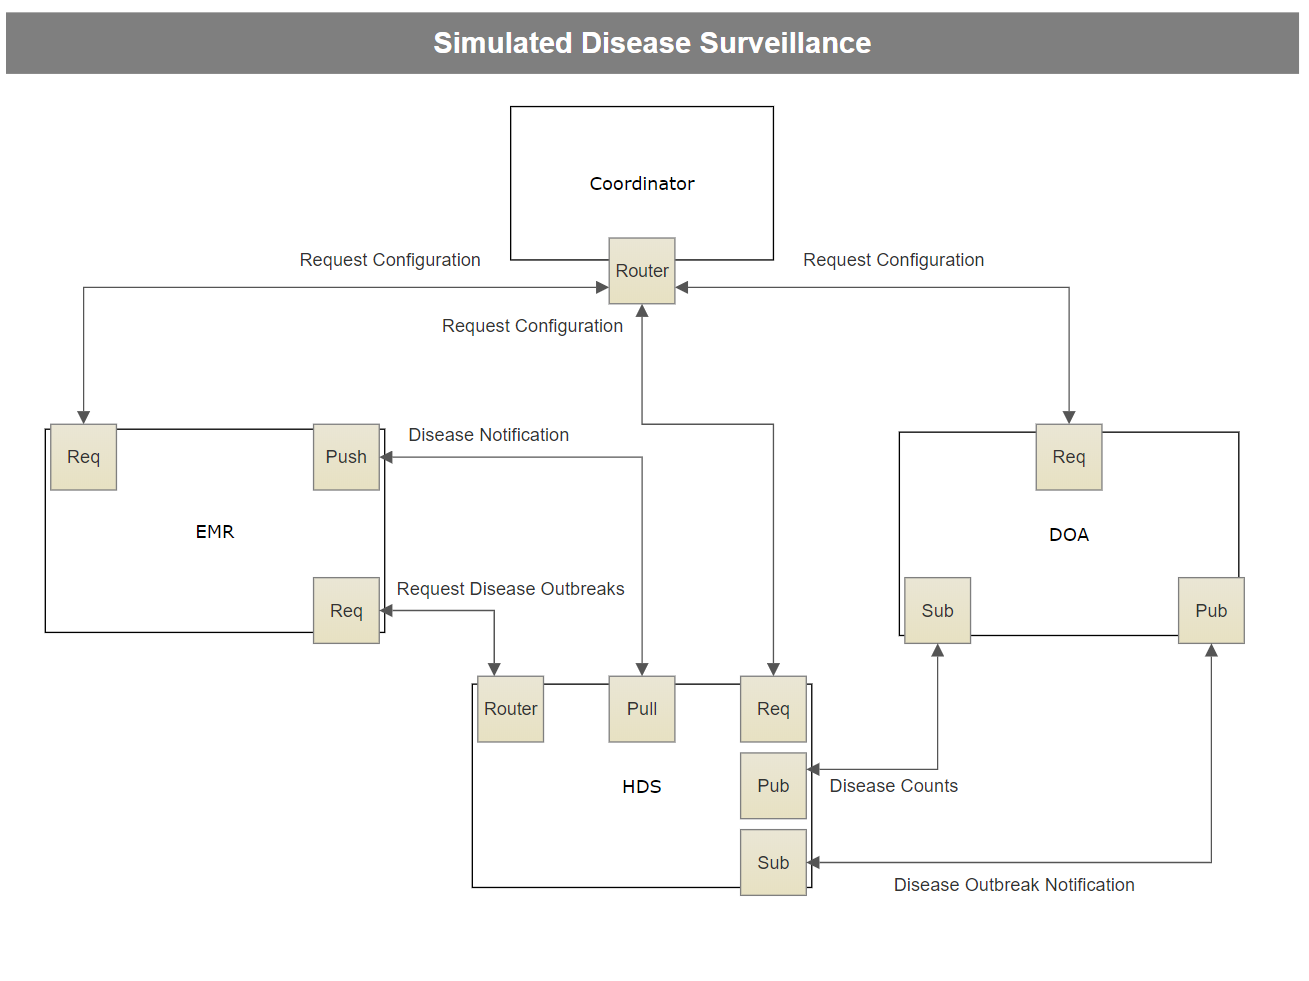 Simulated Disease Surveillance
Coordinator
Request Configuration
Router
Request Configuration
Request Configuration
Req
Push
Disease Notification
Req
EMR
DOA
Req
Request Disease Outbreaks
Sub
Pub
Router
Pull
Req
HDS
Pub
Disease Counts
Sub
Disease Outbreak Notification